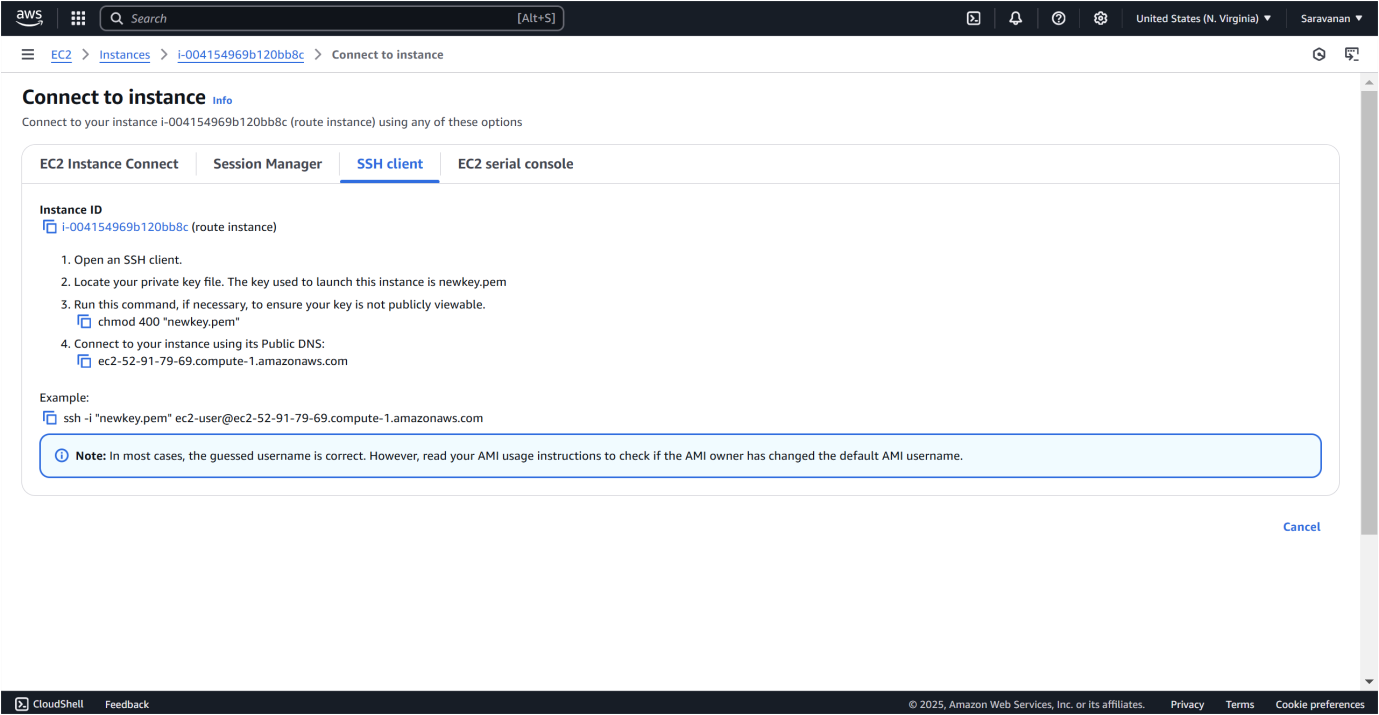 aws
Search [Alt+S]
United States (N. Virginia) Saravanan
EC2 Instances i-004154969b120bb8c Connect to instance
Connect to instance Info
Connect to your instance i-004154969b120bb8c (route instance) using any of these options
EC2 Instance Connect Session Manager SSH client EC2 serial console
Instance ID
i-004154969b120bb8c (route instance)
1. Open an SSH client.
2. Locate your private key file. The key used to launch this instance is newkey.pem
3. Run this command, if necessary, to ensure your key is not publicly viewable.
chmod 400 "newkey.pem"
4. Connect to your instance using its Public DNS:
ec2-52-91-79-69.compute-1.amazonaws.com
Example:
ssh -i "newkey.pem" ec2-user@ec2-52-91-79-69.compute-1.amazonaws.com
Note: In most cases, the guessed username is correct. However, read your AMI usage instructions to check if the AMI owner has changed the default AMI username.
Cancel
CloudShell Feedback © 2025, Amazon Web Services, Inc. or its affiliates. Privacy Terms Cookie preferences